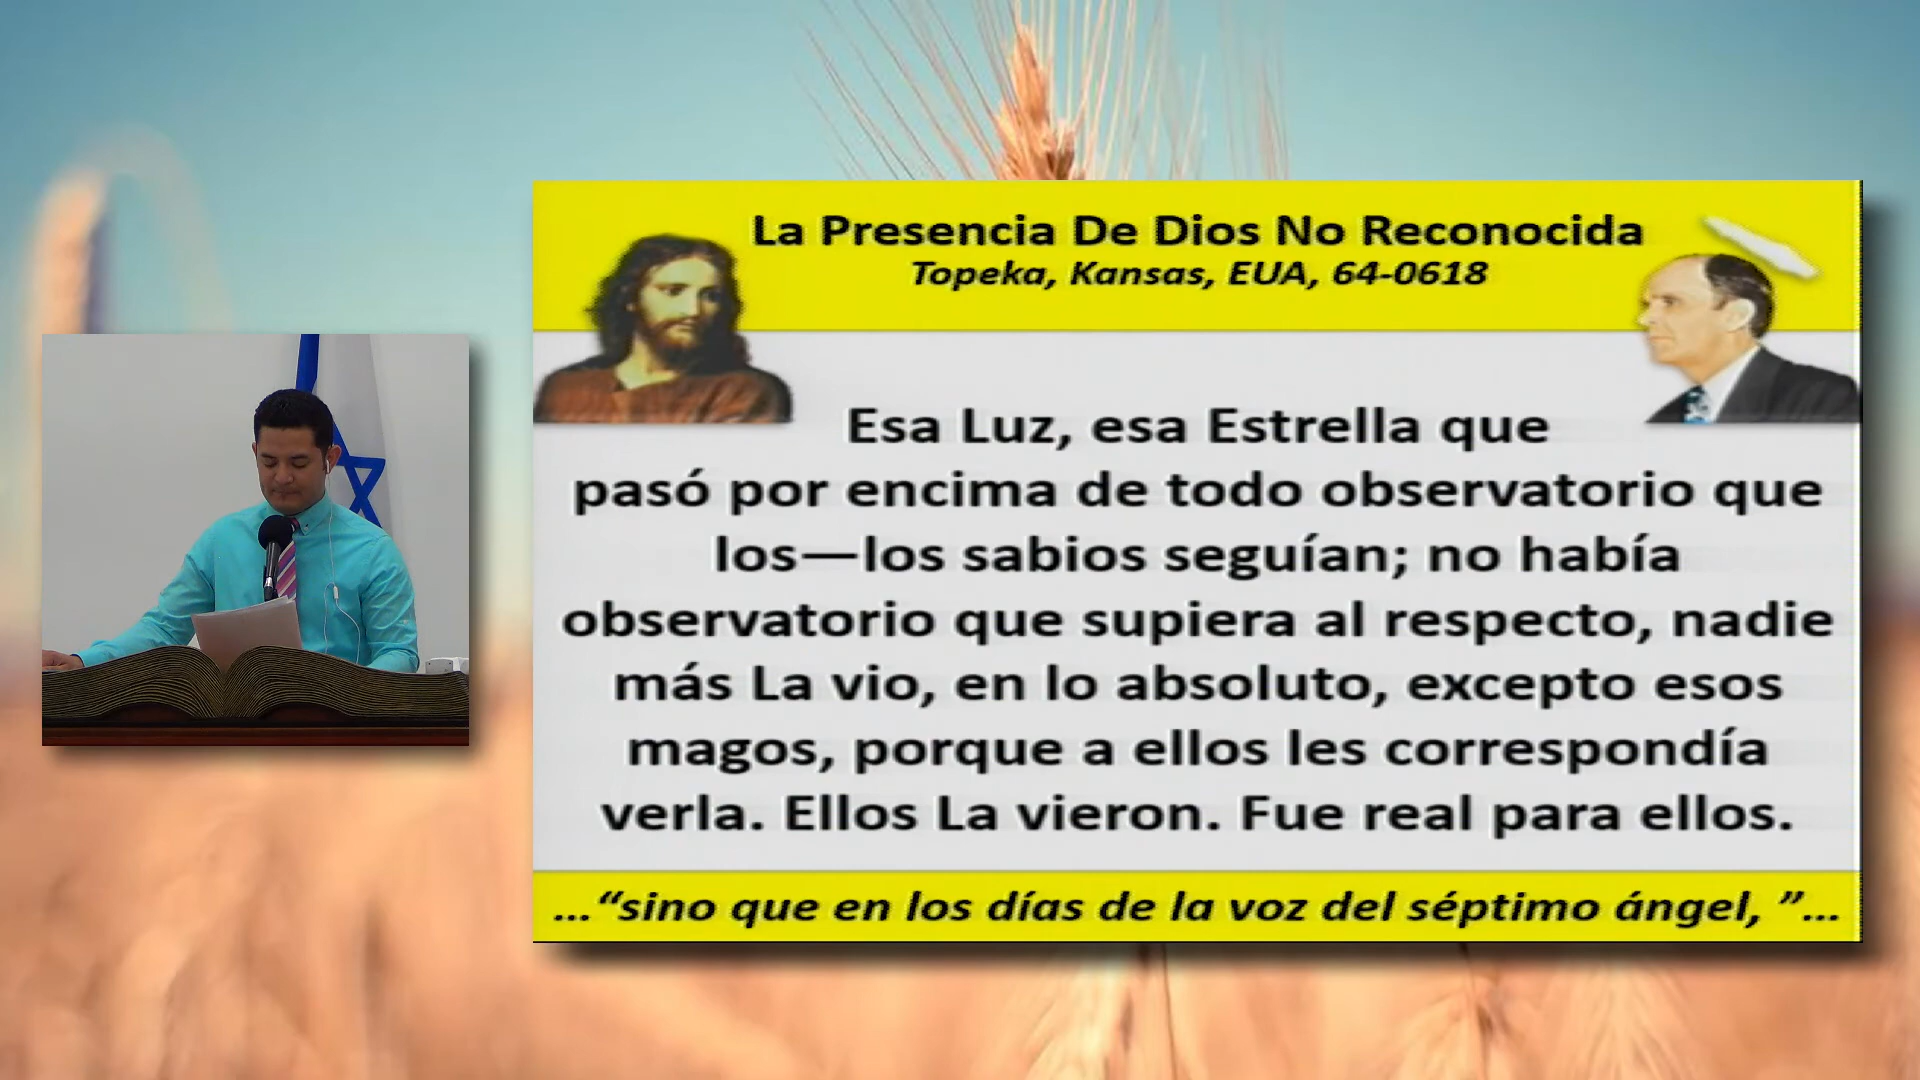 La Presencia De Dios No Reconocida
Topeka, Kansas, EUA, 64-0618
Esa Luz, esa Estrella que
pasó por encima de todo observatorio que
los—los sabios seguían; no había
observatorio que supiera al respecto, nadie
más La vio, en lo absoluto, excepto esos
magos, porque a ellos les correspondía
verla. Ellos La vieron. Fue real para ellos.
...“sino que en los días de la voz del séptimo ángel, ”...